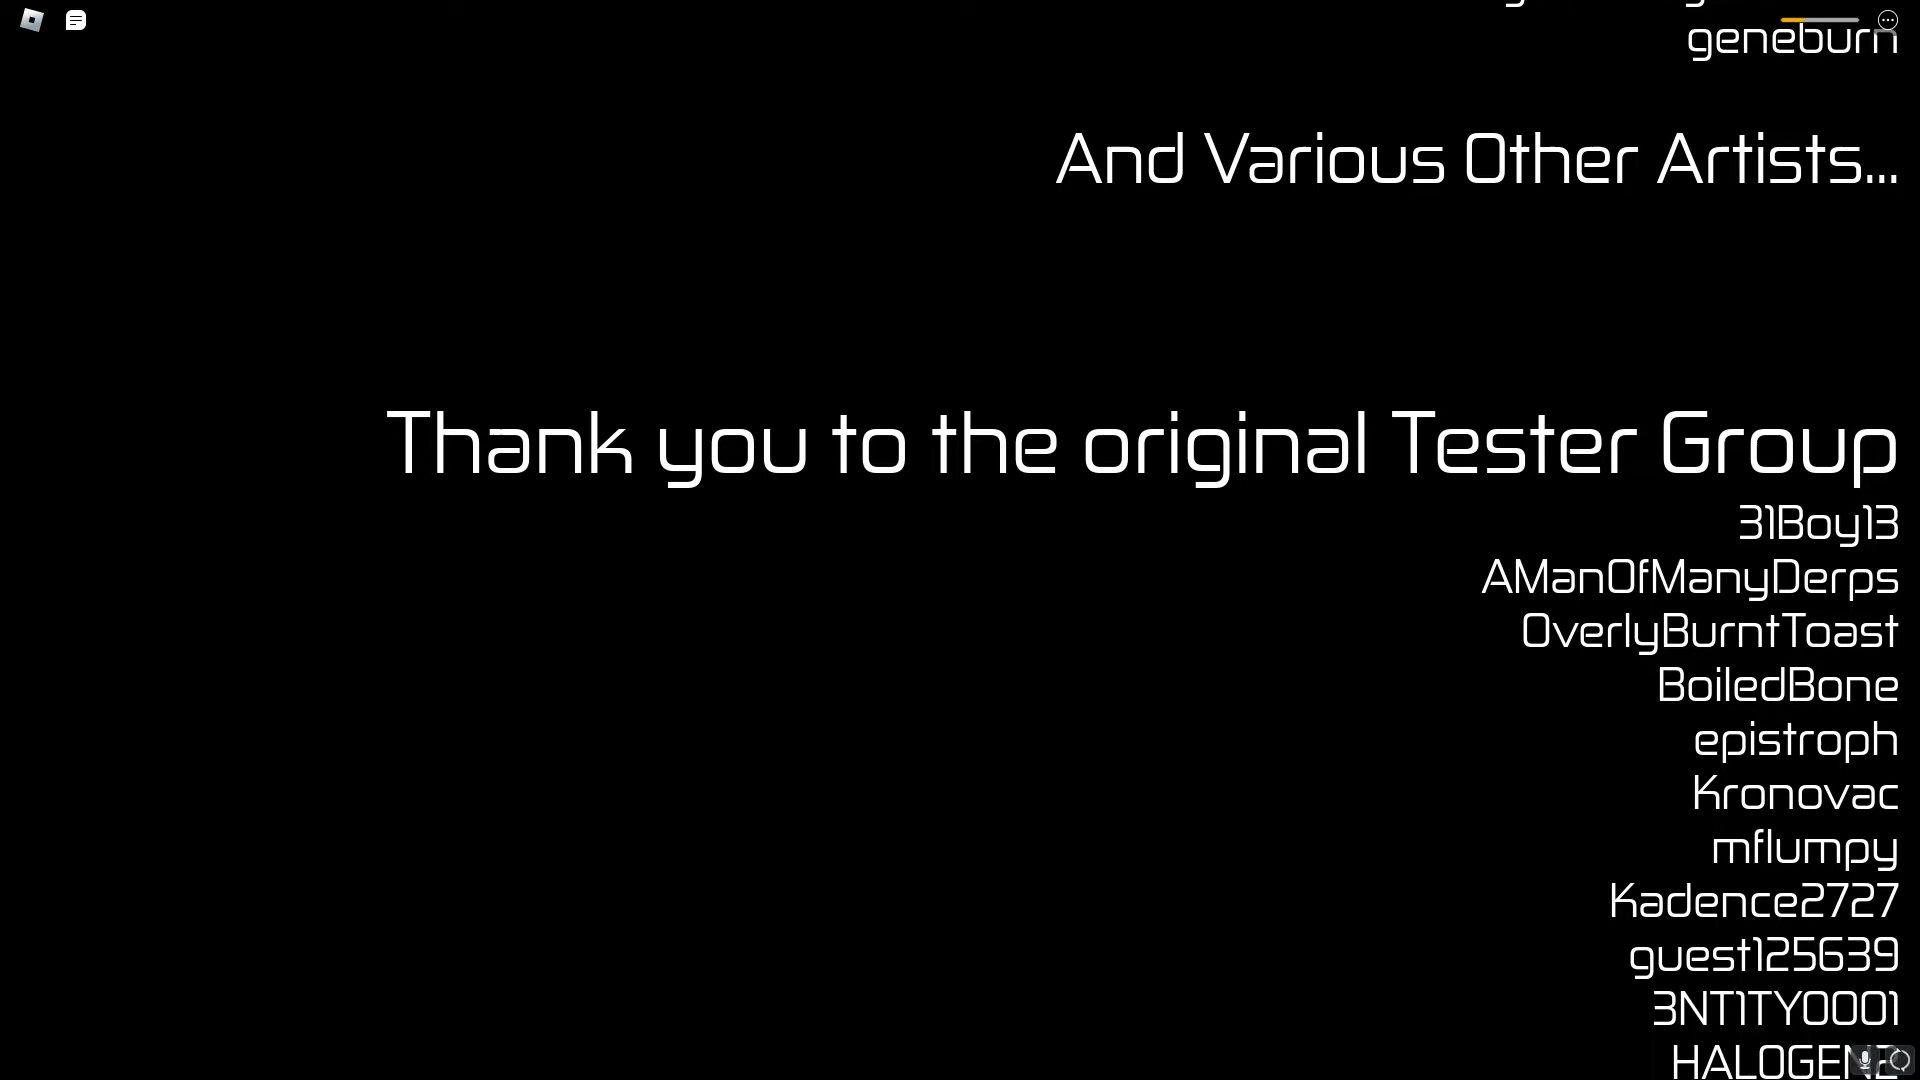 geneburn
And Various Other Artists...
Thank you to the original Tester Group
31Boy13
AManOfManyDerps
OverlyBurntToast
BoiledBone
epistroph
Kronovac
mflumpy
Kadence2727
guest125639
3NT1TY0001